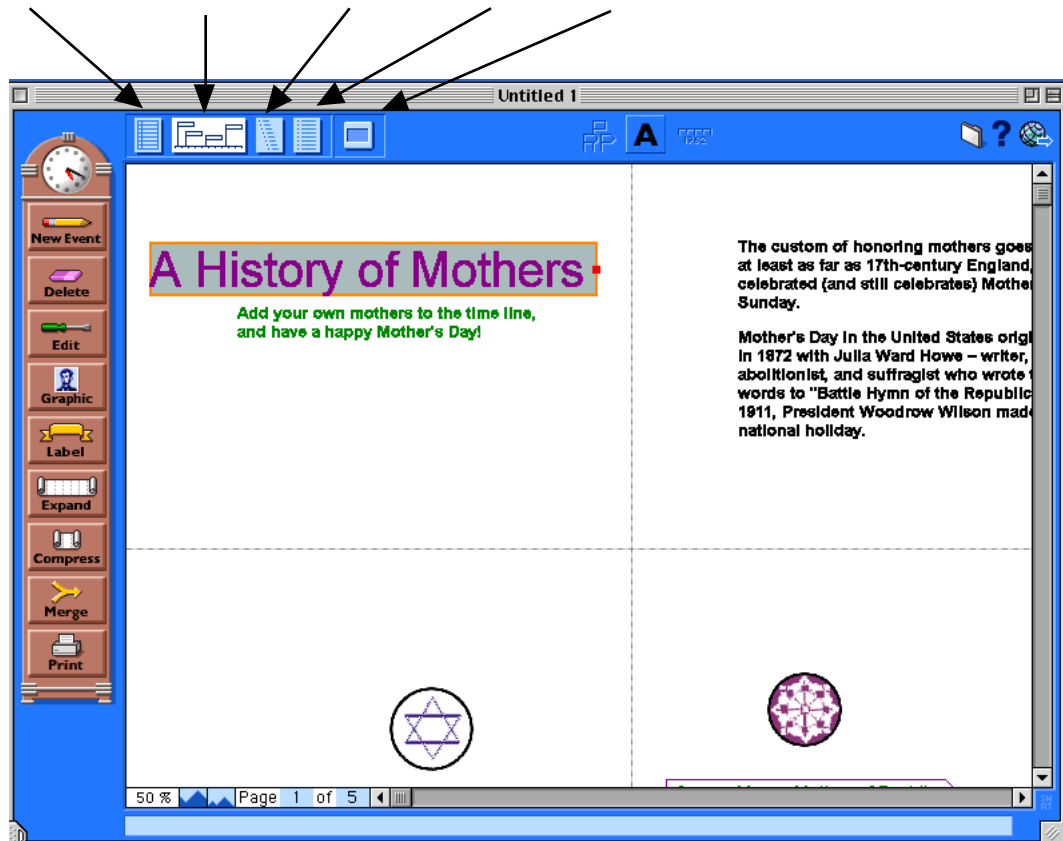 Untitled 1
A
1952
?
New Event
Delete
Edit
Graphic
Label
Expand
Compress
Merge
Print
A History of Mothers
Add your own mothers to the time line,
and have a happy Mother's Day!
The custom of honoring mothers goes
at least as far as 17th-century England,
celebrated (and still celebrates) Mother
Sunday.
Mother's Day in the United States orig
in 1872 with Julia Ward Howe – writer,
abolitionist, and suffragist who wrote
words to "Battle Hymn of the Republic
1911, President Woodrow Wilson made
national holiday.
50 % Page 1 of 5